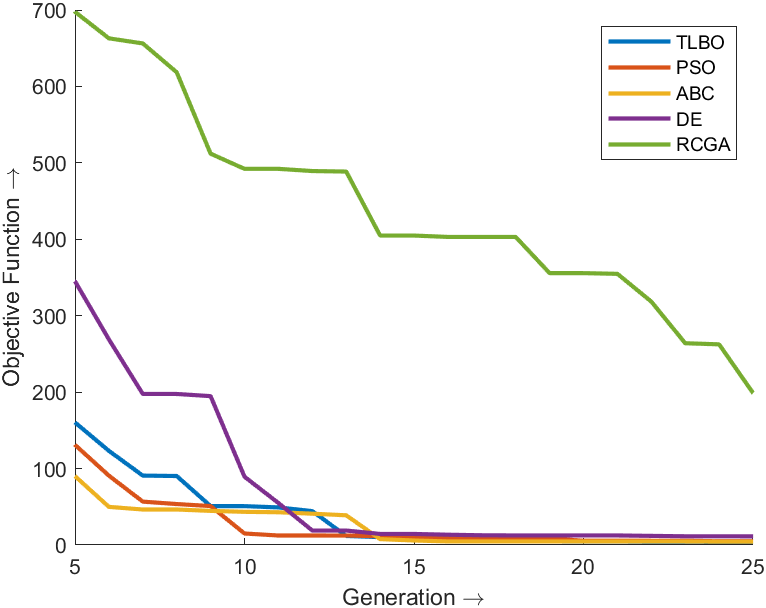 700
600
500
400
300
200
100
0
5
10
15
20
25
Objective Function →
Generation →
TLBO
PSO
ABC
DE
RCGA